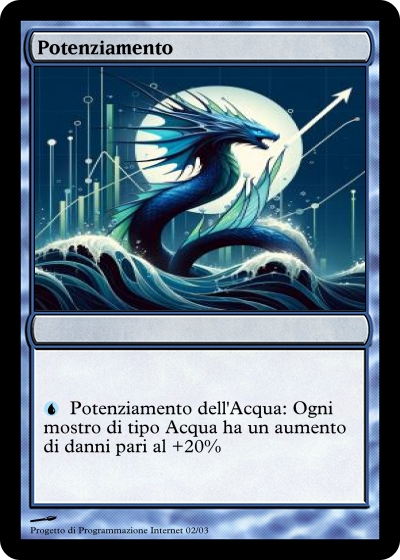 Potenziamento
Potenziamento dell'Acqua: Ogni
mostro di tipo Acqua ha un aumento
di danni pari al +20%
Progetto di Programmazione Internet 02/03